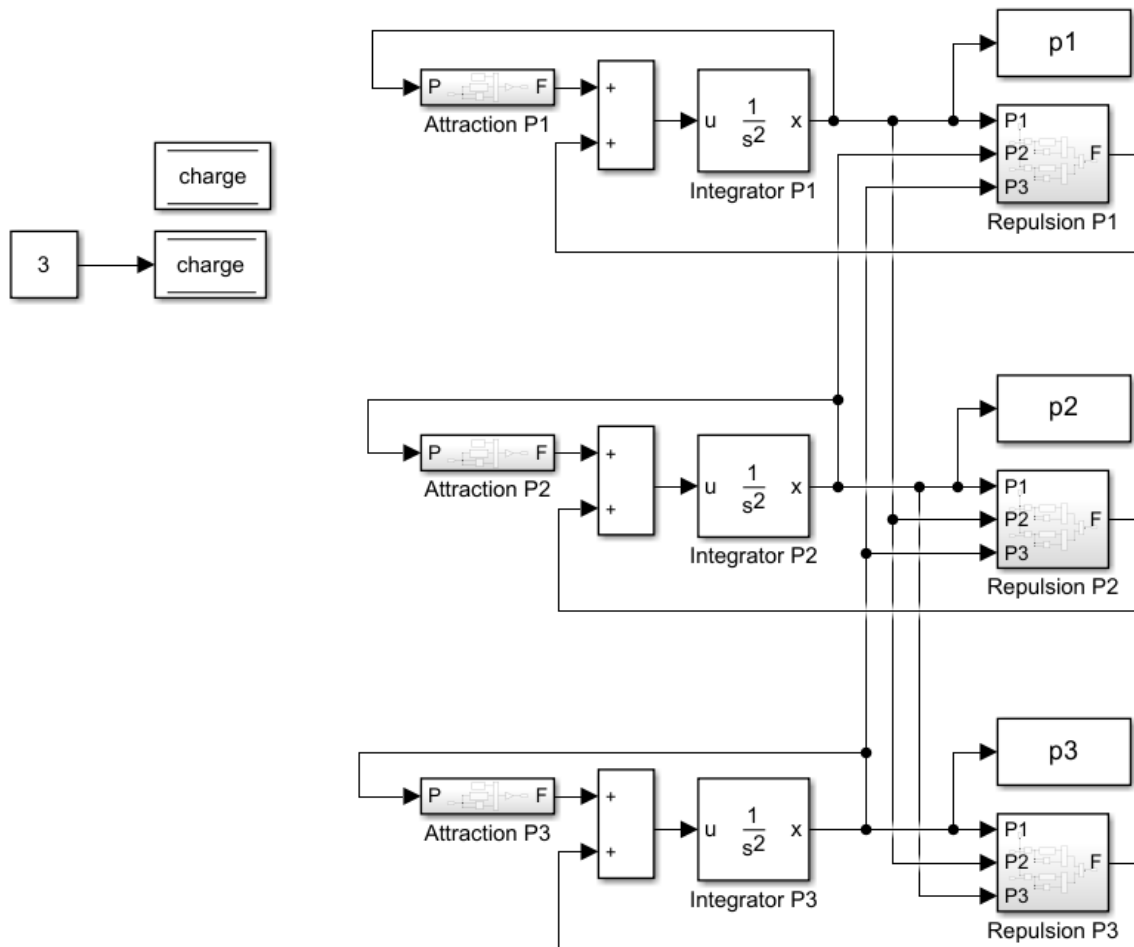 p1
P F
Attraction P1
+
+
u 1/s2 x
Integrator P1
P1
P2
P3
F
Repulsion P1
charge
3
charge
p2
P F
Attraction P2
+
+
u 1/s2 x
Integrator P2
P1
P2
P3
F
Repulsion P2
p3
P F
Attraction P3
+
+
u 1/s2 x
Integrator P3
P1
P2
P3
F
Repulsion P3